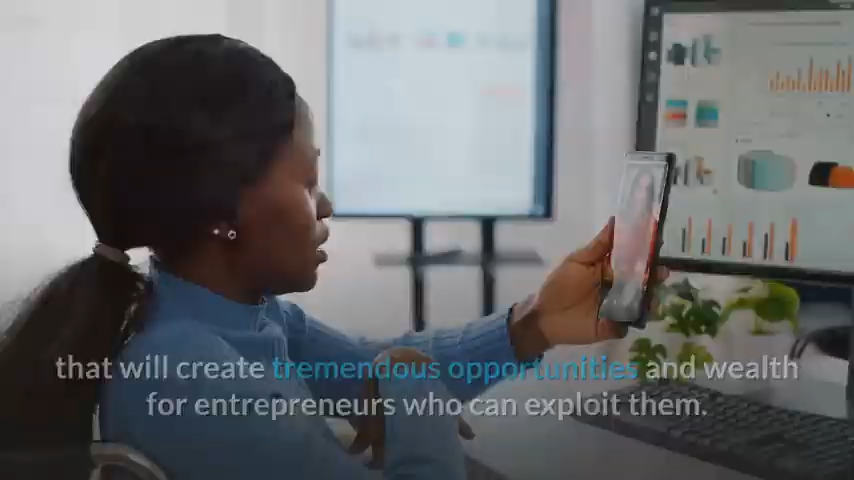 that will create tremendous opportunities and wealth
for entrepreneurs who can exploit them.